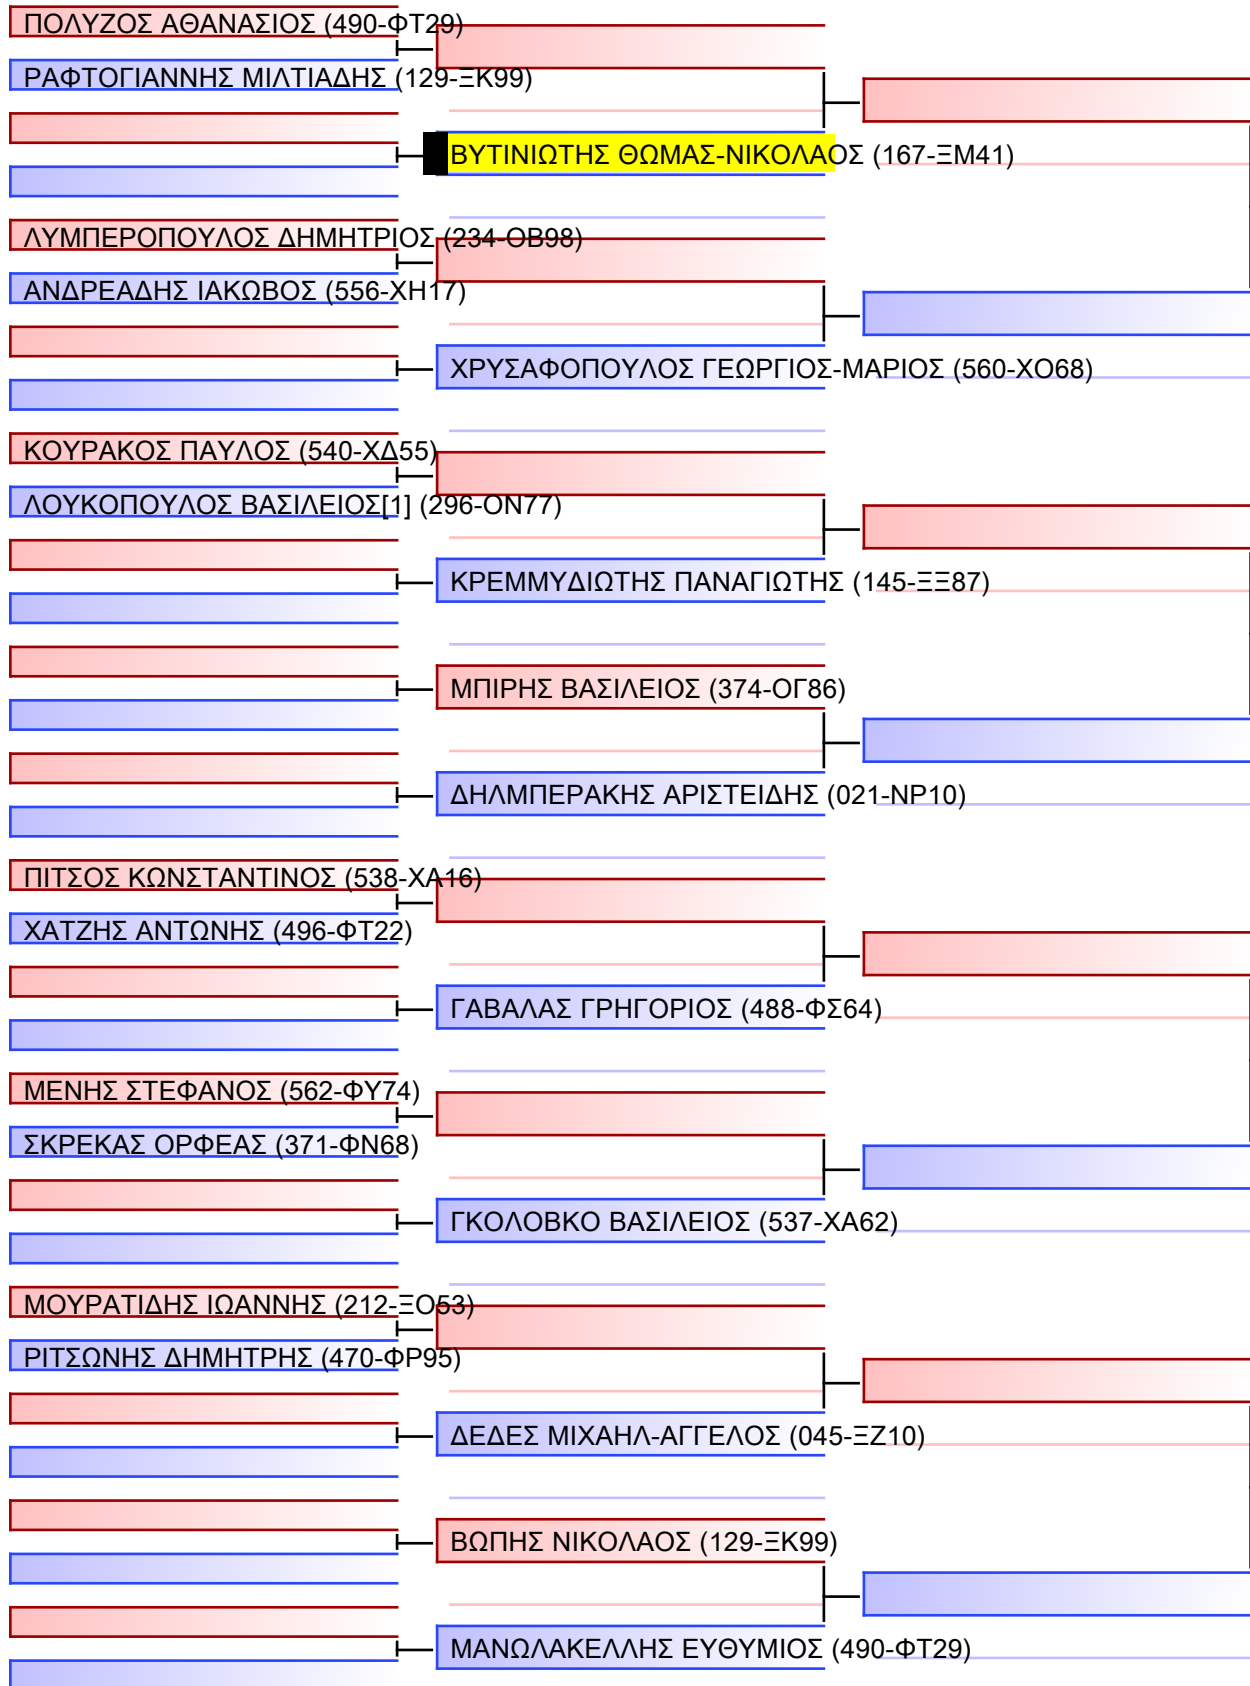 ΠΟΛΥΖΟΣ ΑΘΑΝΑΣΙΟΣ (490-ΦΤ29)
ΡΑΦΤΟΓΙΑΝΝΗΣ ΜΙΛΤΙΑΔΗΣ (129-ΞΚ99)
ΒΥΤΙΝΙΩΤΗΣ ΘΩΜΑΣ-ΝΙΚΟΛΑΟΣ (167-ΞΜ41)
ΛΥΜΠΕΡΟΠΟΥΛΟΣ ΔΗΜΗΤΡΙΟΣ (234-ΟΒ98)
ΑΝΔΡΕΑΔΗΣ ΙΑΚΩΒΟΣ (556-ΧΗ17)
ΧΡΥΣΑΦΟΠΟΥΛΟΣ ΓΕΩΡΓΙΟΣ-ΜΑΡΙΟΣ (560-ΧΟ68)
ΚΟΥΡΑΚΟΣ ΠΑΥΛΟΣ (540-ΧΔ55)
ΛΟΥΚΟΠΟΥΛΟΣ ΒΑΣΙΛΕΙΟΣ[1] (296-ΟΝ77)
ΚΡΕΜΜΥΔΙΩΤΗΣ ΠΑΝΑΓΙΩΤΗΣ (145-ΞΞ87)
ΜΠΙΡΗΣ ΒΑΣΙΛΕΙΟΣ (374-ΟΓ86)
ΔΗΛΜΠΕΡΑΚΗΣ ΑΡΙΣΤΕΙΔΗΣ (021-ΝΡ10)
ΠΙΤΣΟΣ ΚΩΝΣΤΑΝΤΙΝΟΣ (538-ΧΑ16)
ΧΑΤΖΗΣ ΑΝΤΩΝΗΣ (496-ΦΤ22)
ΓΑΒΑΛΑΣ ΓΡΗΓΟΡΙΟΣ (488-ΦΣ64)
ΜΕΝΗΣ ΣΤΕΦΑΝΟΣ (562-ΦΥ74)
ΣΚΡΕΚΑΣ ΟΡΦΕΑΣ (371-ΦΝ68)
ΓΚΟΛΟΒΚΟ ΒΑΣΙΛΕΙΟΣ (537-ΧΑ62)
ΜΟΥΡΑΤΙΔΗΣ ΙΩΑΝΝΗΣ (212-ΞΟ53)
ΡΙΤΣΩΝΗΣ ΔΗΜΗΤΡΗΣ (470-ΦΡ95)
ΔΕΔΕΣ ΜΙΧΑΗΛ-ΑΓΓΕΛΟΣ (045-ΞΖ10)
ΒΩΠΗΣ ΝΙΚΟΛΑΟΣ (129-ΞΚ99)
ΜΑΝΩΛΑΚΕΛΛΗΣ ΕΥΘΥΜΙΟΣ (490-ΦΤ29)